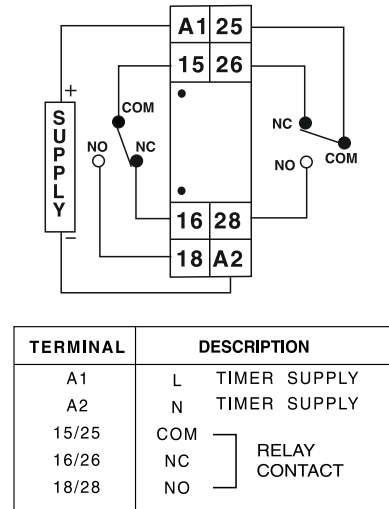 A1 25
15 26
+
SUPPLY
COM
NO
NC
NC
NO
COM
−
16 28
18 A2
TERMINAL DESCRIPTION
A1 L TIMER SUPPLY
A2 N TIMER SUPPLY
15/25 COM
16/26 NC
18/28 NO
RELAY
CONTACT